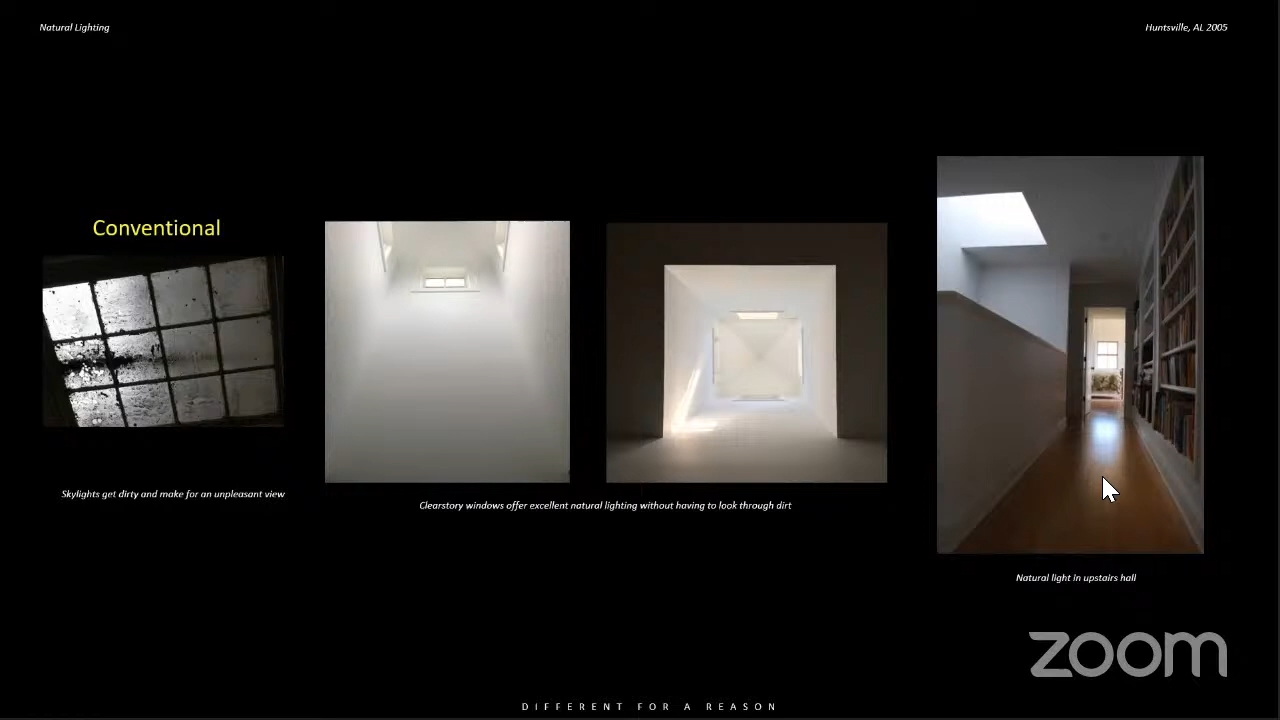 Natural Lighting
Huntsville, AL 2005
Conventional
Skylights get dirty and make for an unpleasant view
Clearstory windows offer excellent natural lighting without having to look through dirt
Natural light in upstairs hall
zoom
DIFFERENT FOR A REASON